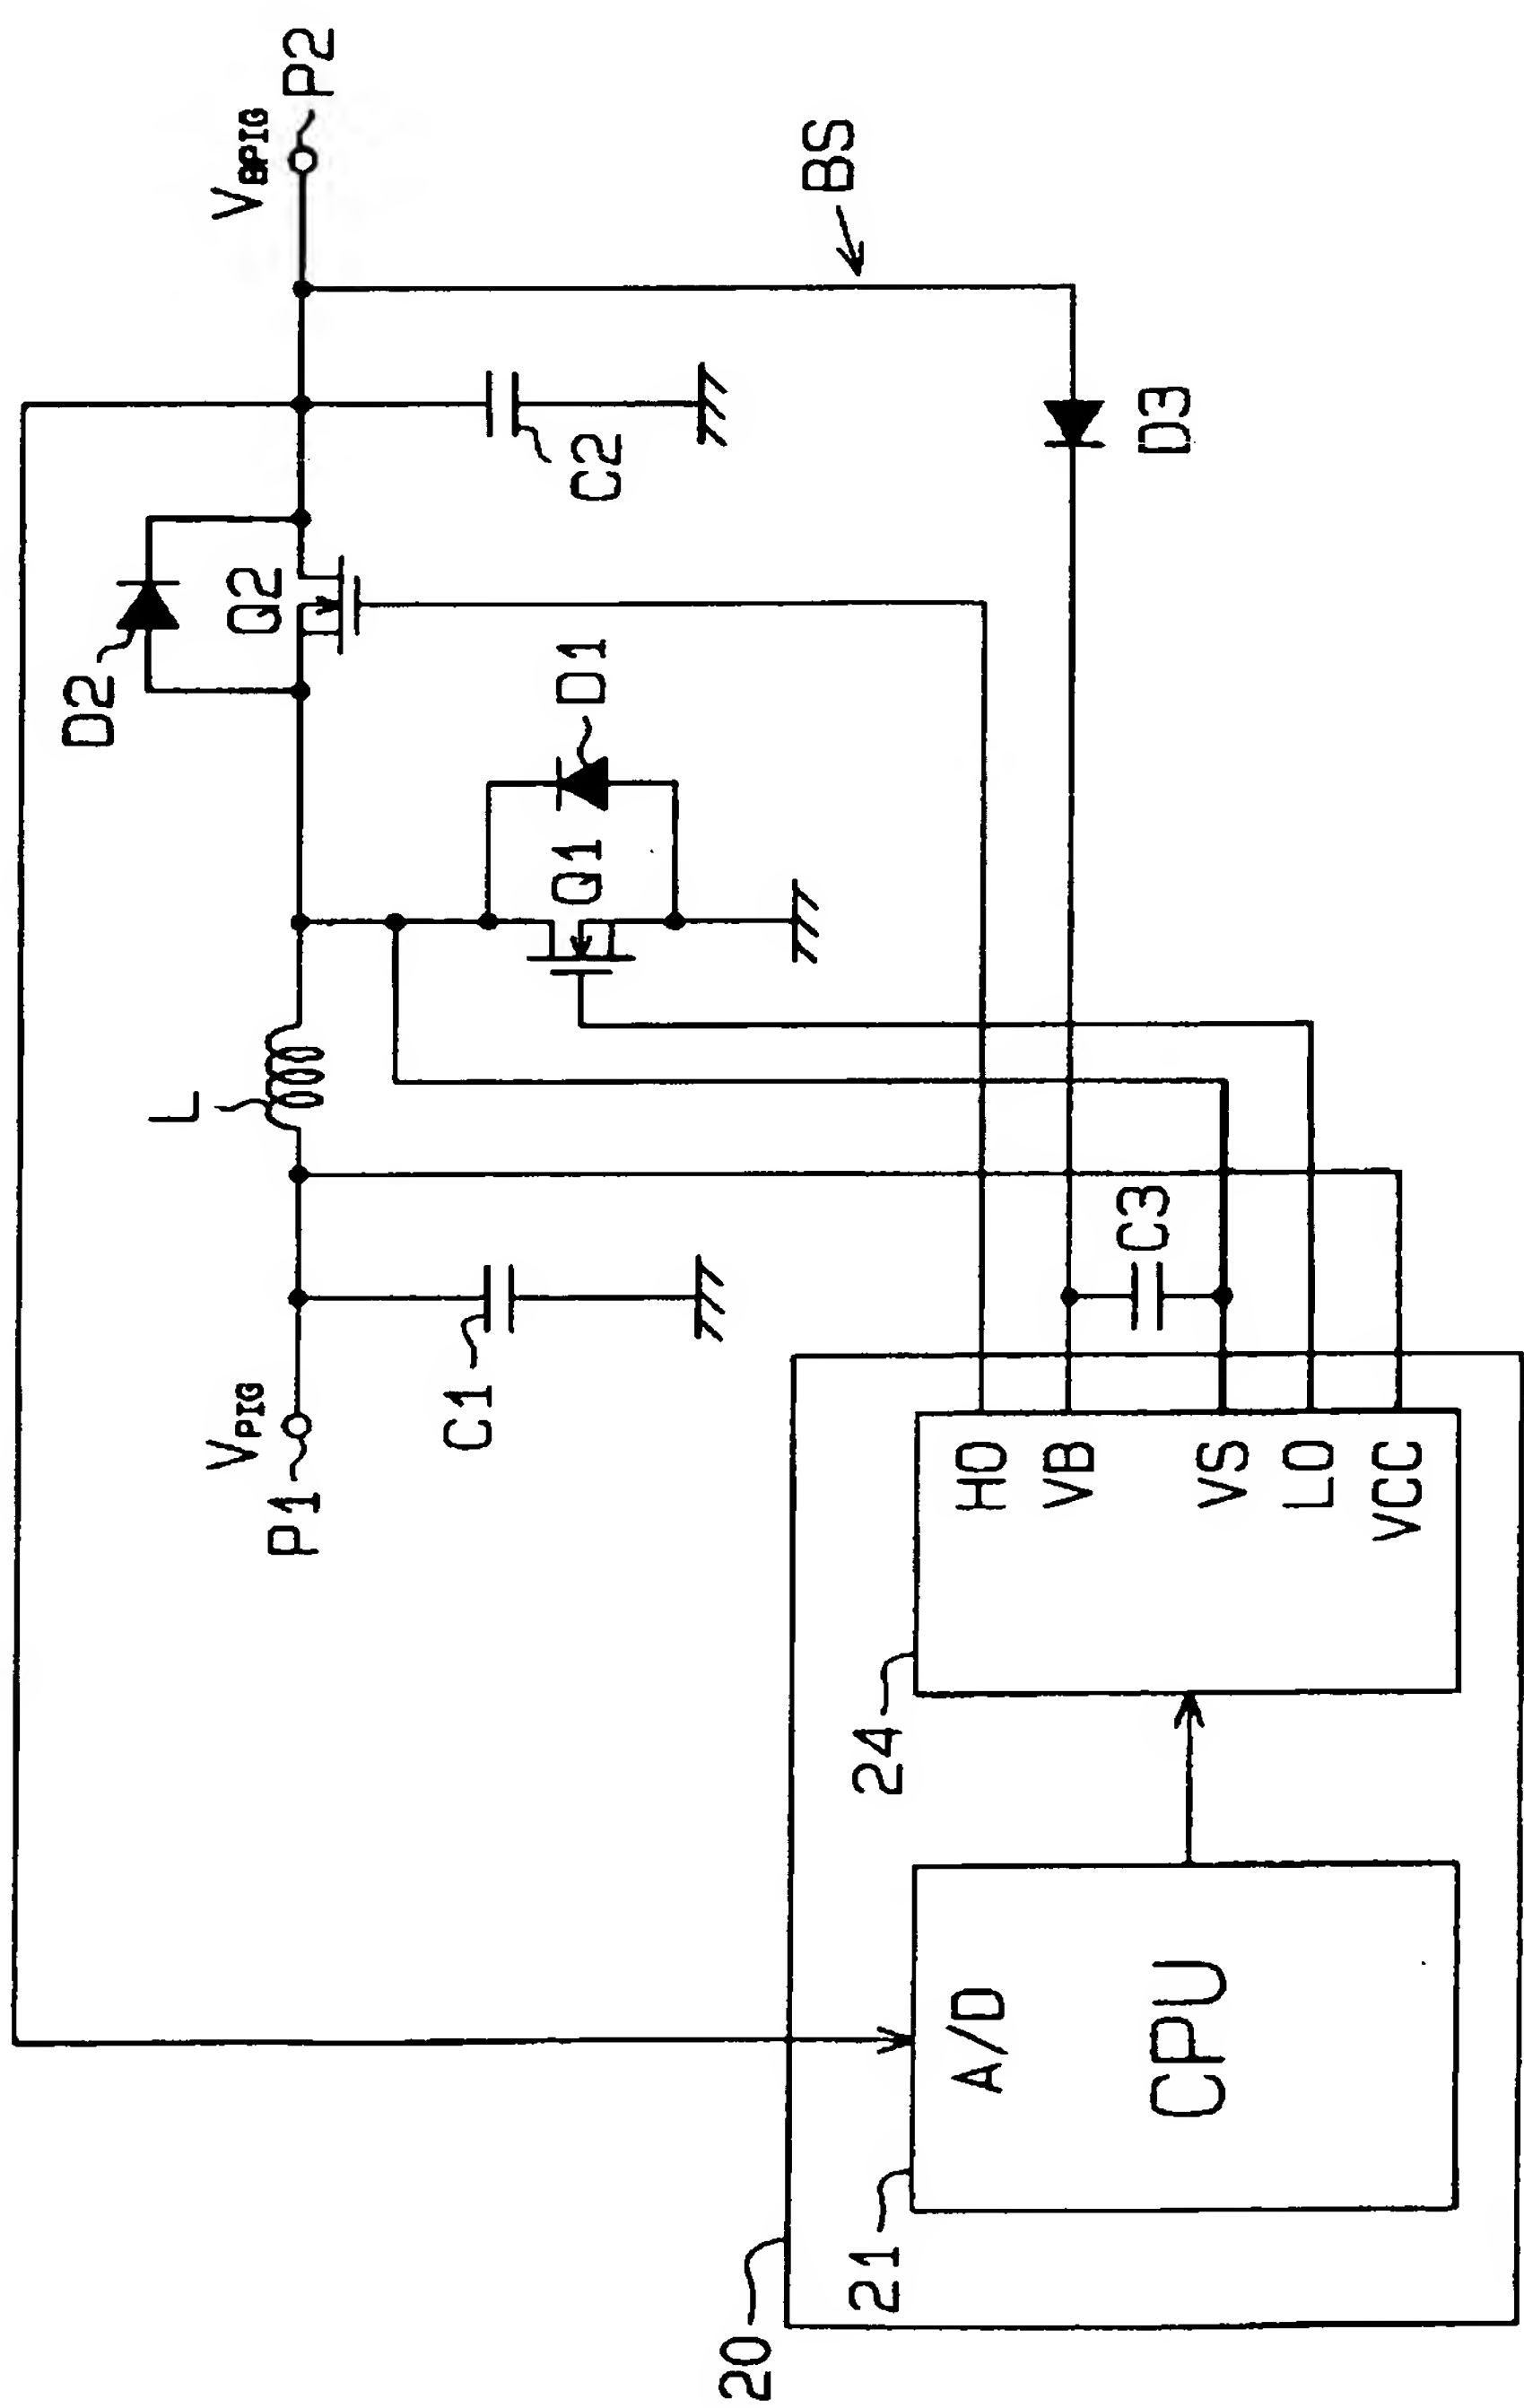 D2
Q2
V_BPIG
P2
L
D1
Q1
C2
V_PIG
P1
C1
BS
D3
C3
HO
VB
VS
LO
VCC
24
A/D
CPU
21
20